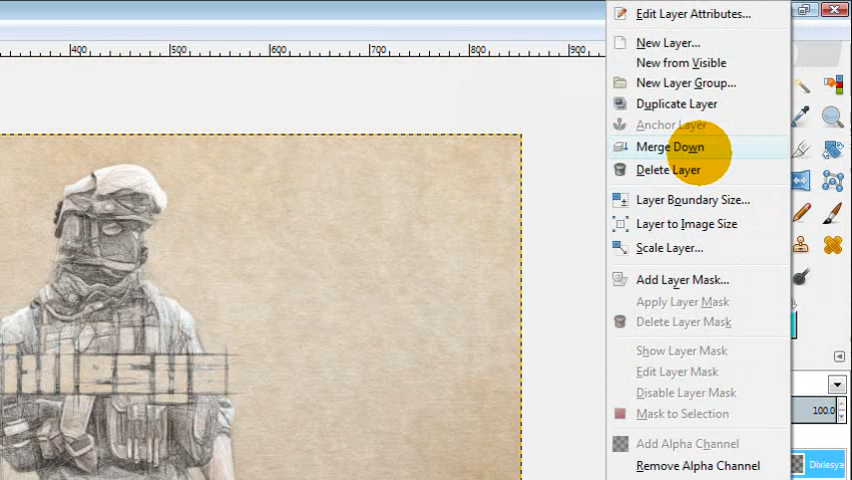 400
500
600
700
800
900
Edit Layer Attributes...
New Layer...
New from Visible
New Layer Group...
Duplicate Layer
Anchor Layer
Merge Down
Delete Layer
Layer Boundary Size...
Layer to Image Size
Scale Layer...
Add Layer Mask...
Apply Layer Mask
Delete Layer Mask
Show Layer Mask
Edit Layer Mask
Disable Layer Mask
Mask to Selection
Add Alpha Channel
Remove Alpha Channel
100.0
Dixiesya